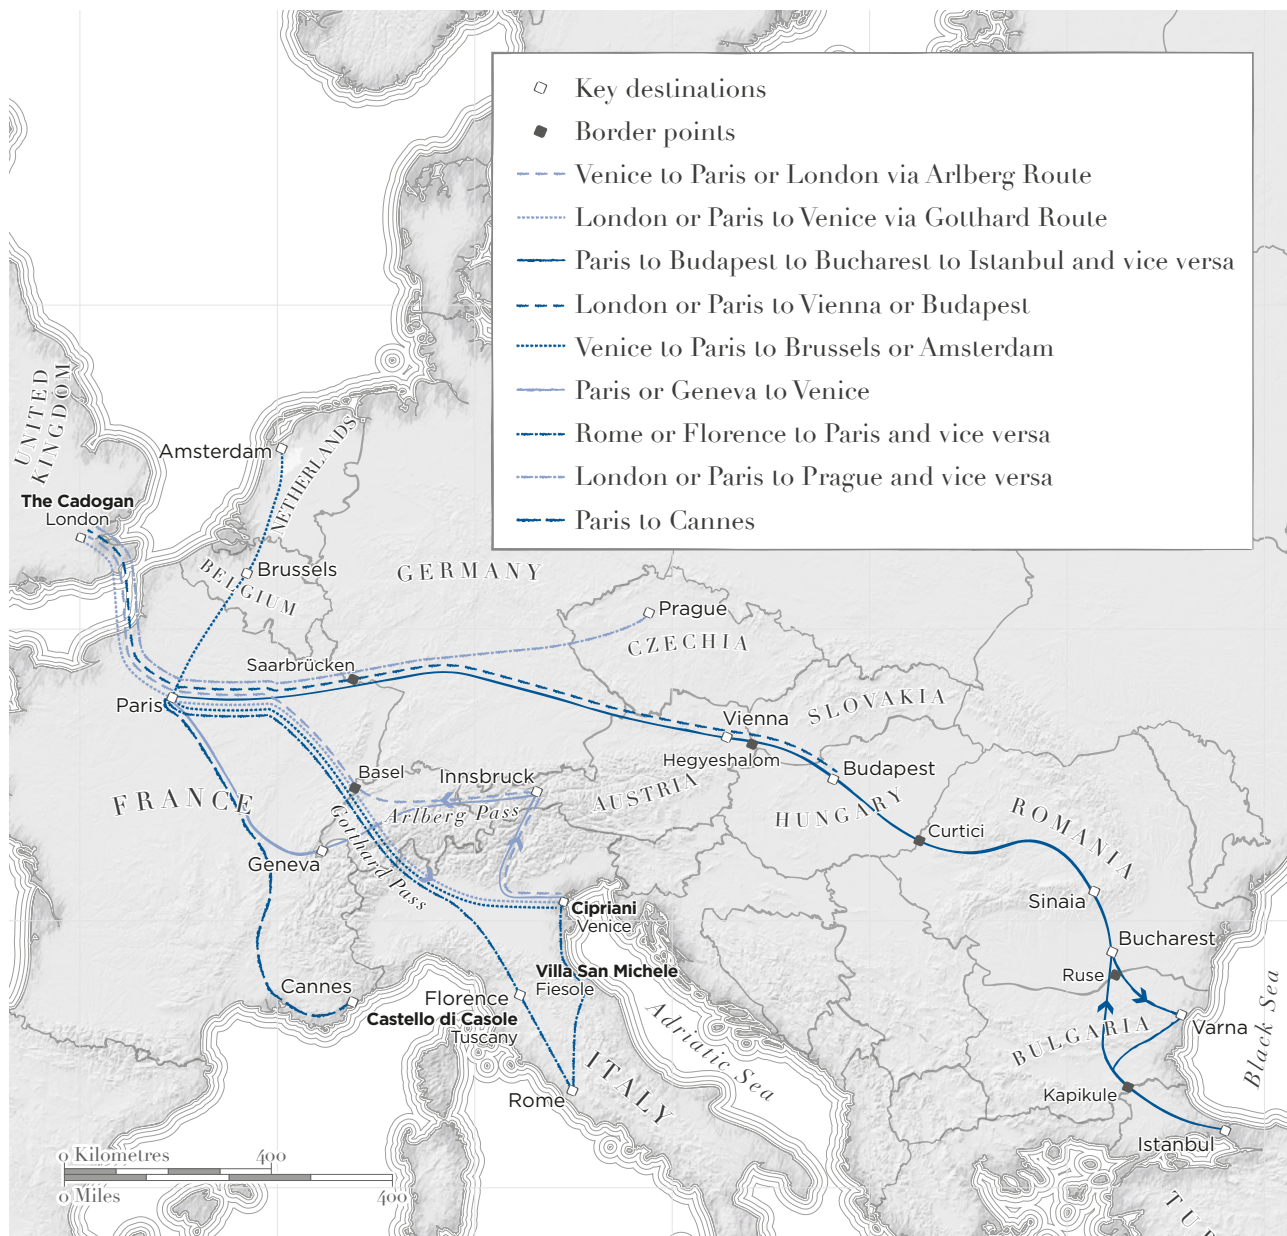 Key destinations
Border points
Venice to Paris or London via Arlberg Route
London or Paris to Venice via Gotthard Route
Paris to Budapest to Bucharest to Istanbul and vice versa
London or Paris to Vienna or Budapest
Venice to Paris to Brussels or Amsterdam
Paris or Geneva to Venice
Rome or Florence to Paris and vice versa
London or Paris to Prague and vice versa
Paris to Cannes
UNITED
KINGDOM
Amsterdam
NETHERLANDS
The Cadogan
London
Brussels
BELGIUM
GERMANY
Prague
CZECHIA
Saarbrücken
Paris
SLOVAKIA
Vienna
Hegyeshalom
Budapest
Basel
Innsbruck
FRANCE
Arlberg Pass
AUSTRIA
HUNGARY
ROMANIA
Gotthard Pass
Curtici
Geneva
Sinaia
Cipriani
Venice
Bucharest
Ruse
Villa San Michele
Fiesole
Cannes
Florence
Castello di Casole
Tuscany
Adriatic Sea
BULGARIA
Varna
Black Sea
ITALY
Rome
Kapikule
Istanbul
0 Kilometres 400
0 Miles 400
TUR